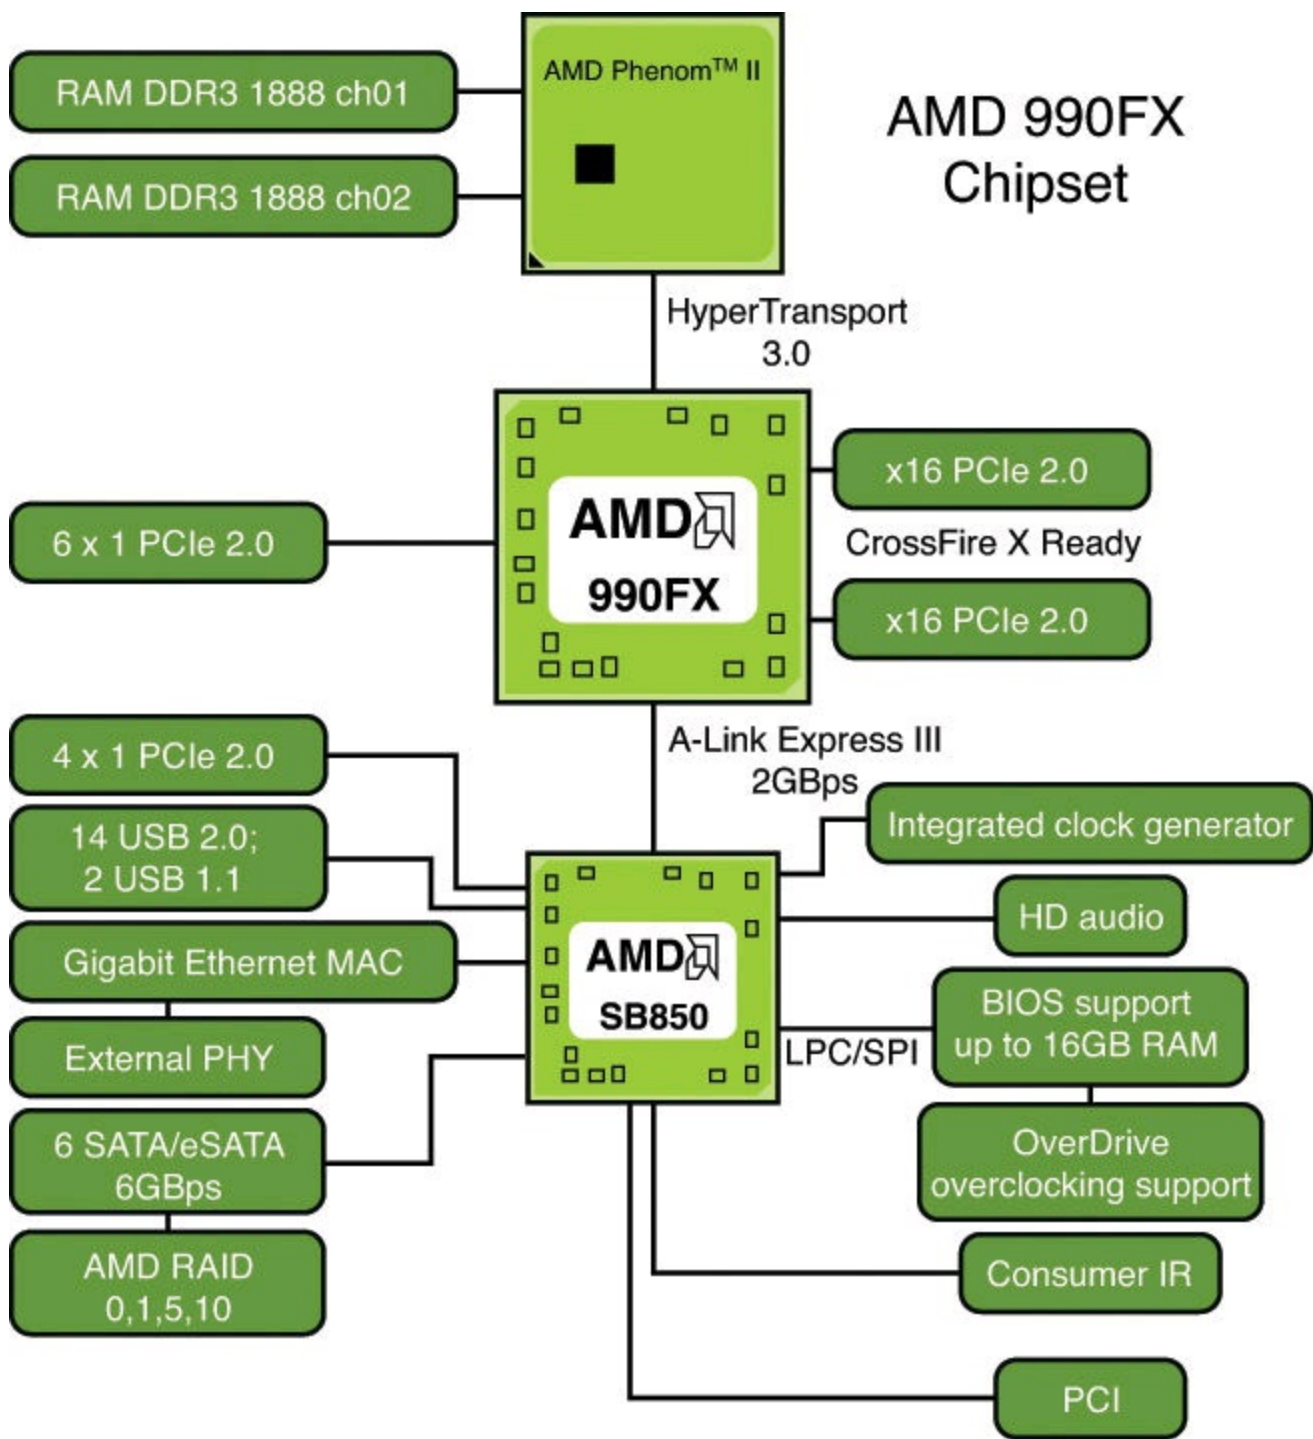 AMD Phenom™ II
RAM DDR3 1888 ch01
RAM DDR3 1888 ch02
AMD 990FX
Chipset
HyperTransport
3.0
AMD
990FX
6 x 1 PCIe 2.0
x16 PCIe 2.0
CrossFire X Ready
x16 PCIe 2.0
A-Link Express III
2GBps
4 x 1 PCIe 2.0
14 USB 2.0;
2 USB 1.1
Gigabit Ethernet MAC
External PHY
6 SATA/eSATA
6GBps
AMD RAID
0,1,5,10
AMD
SB850
Integrated clock generator
HD audio
LPC/SPI
BIOS support
up to 16GB RAM
OverDrive
overclocking support
Consumer IR
PCI